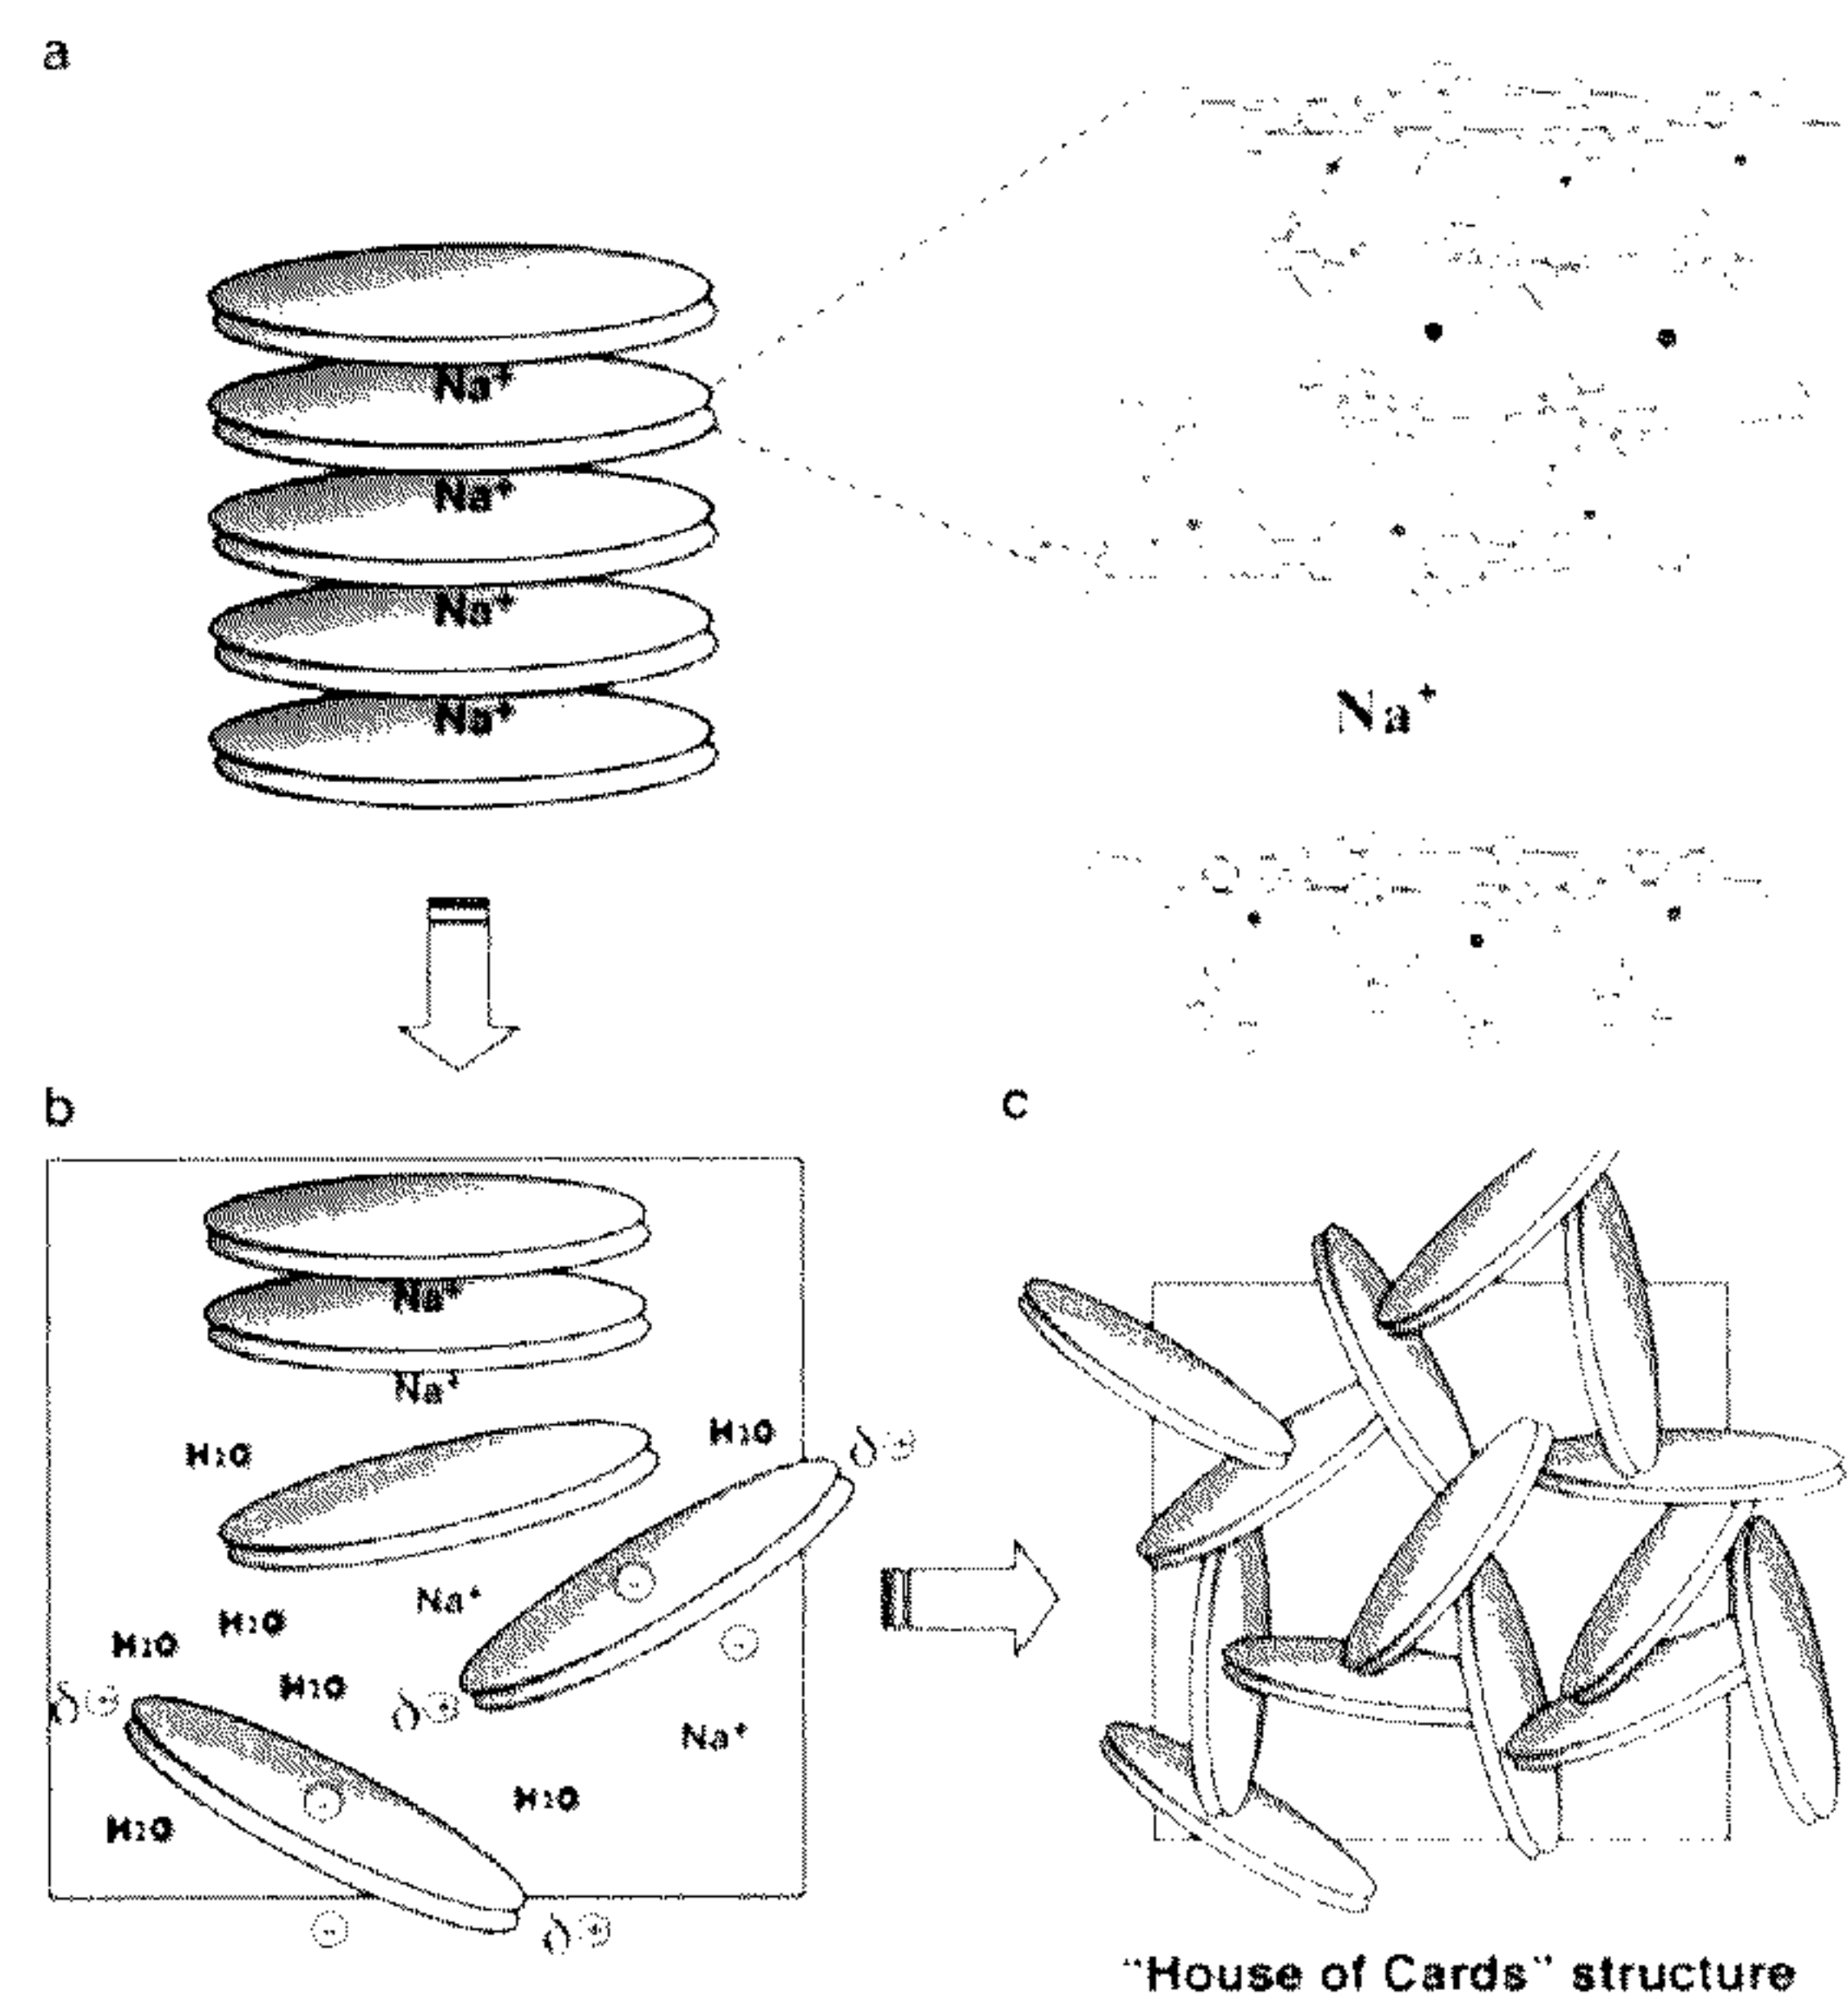 a
Na⁺
Na⁺
Na⁺
Na⁺
Na⁺
b
c
Na⁺
Na⁺
H₂O
H₂O
δ⊕
⊖
Na⁺
H₂O
H₂O
⊖
H₂O
δ⊕
δ⊕
Na⁺
⊖
H₂O
H₂O
⊖
δ⊕
"House of Cards" structure